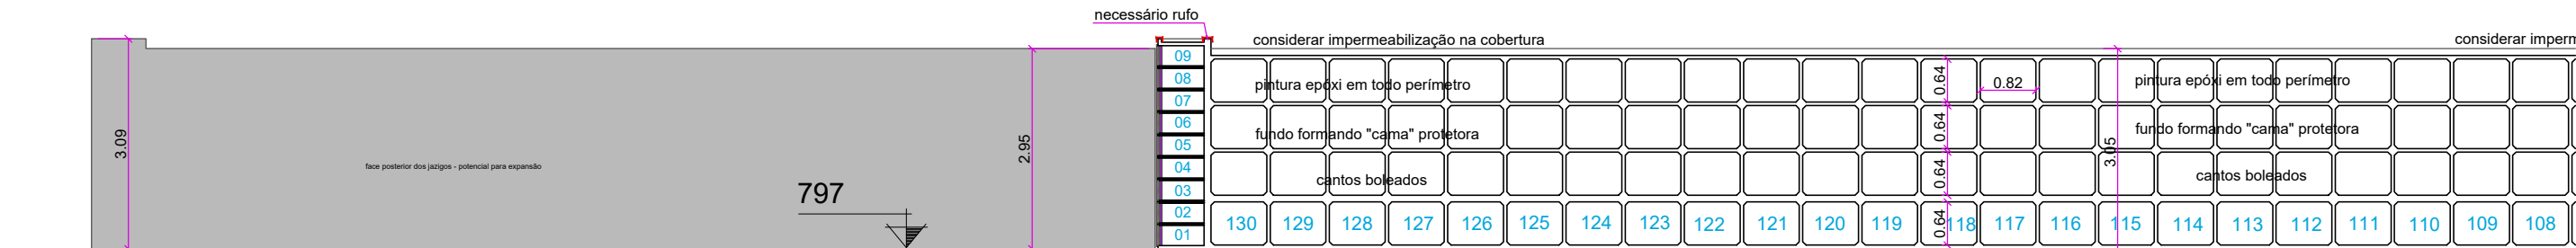 necessário rufo
considerar impermeabilização na cobertura
considerar imperm
3.09
face posterior dos jazigos - potencial para expansão
797
2.95
09
08
07
06
05
04
03
02
01
pintura epóxi em todo perímetro
fundo formando "cama" protetora
cantos boleados
0.64
0.64
0.64
0.64
0.82
3.05
pintura epóxi em todo perímetro
fundo formando "cama" protetora
cantos boleados
130 129 128 127 126 125 124 123 122 121 120 119 118 117 116 115 114 113 112 111 110 109 108